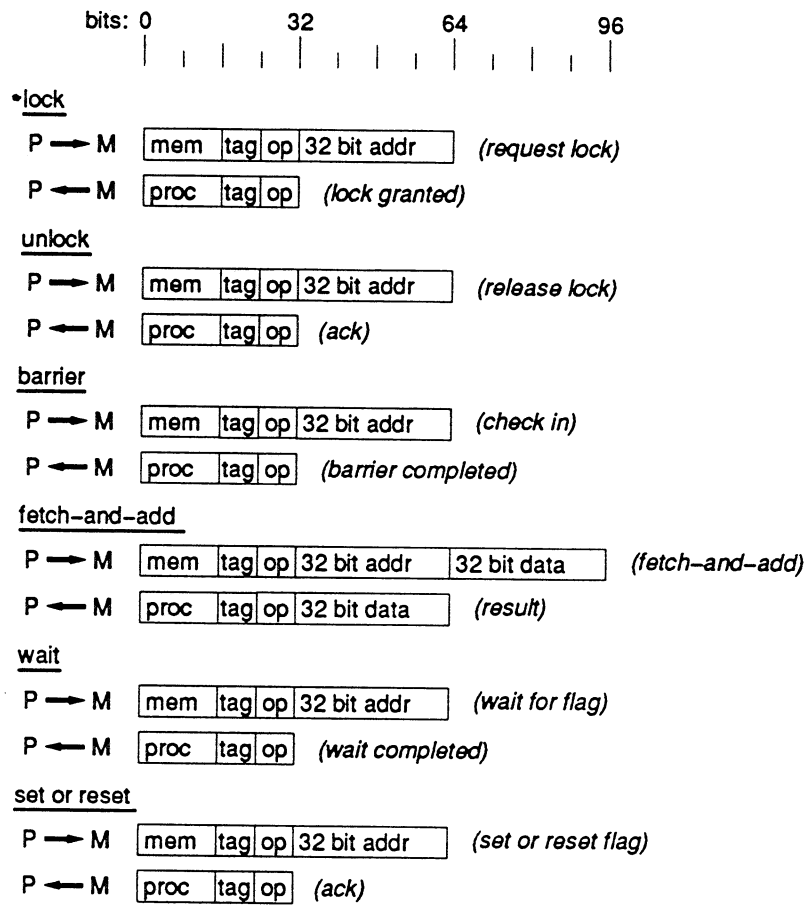 bits: 0 32 64 96
lock
P → M mem tag op 32 bit addr (request lock)
P ← M proc tag op (lock granted)
unlock
P → M mem tag op 32 bit addr (release lock)
P ← M proc tag op (ack)
barrier
P → M mem tag op 32 bit addr (check in)
P ← M proc tag op (barrier completed)
fetch-and-add
P → M mem tag op 32 bit addr 32 bit data (fetch-and-add)
P ← M proc tag op 32 bit data (result)
wait
P → M mem tag op 32 bit addr (wait for flag)
P ← M proc tag op (wait completed)
set or reset
P → M mem tag op 32 bit addr (set or reset flag)
P ← M proc tag op (ack)